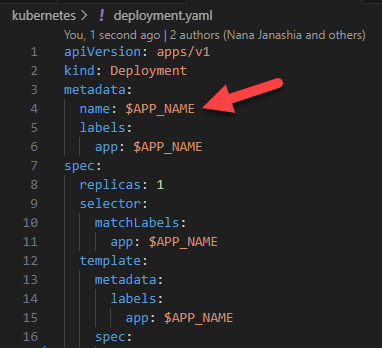 kubernetes > ! deployment.yaml
You, 1 second ago | 2 authors (Nana Janashia and others)
1 apiVersion: apps/v1
2 kind: Deployment
3 metadata:
4   name: $APP_NAME
5   labels:
6     app: $APP_NAME
7 spec:
8   replicas: 1
9   selector:
10     matchLabels:
11       app: $APP_NAME
12   template:
13     metadata:
14       labels:
15         app: $APP_NAME
16     spec: